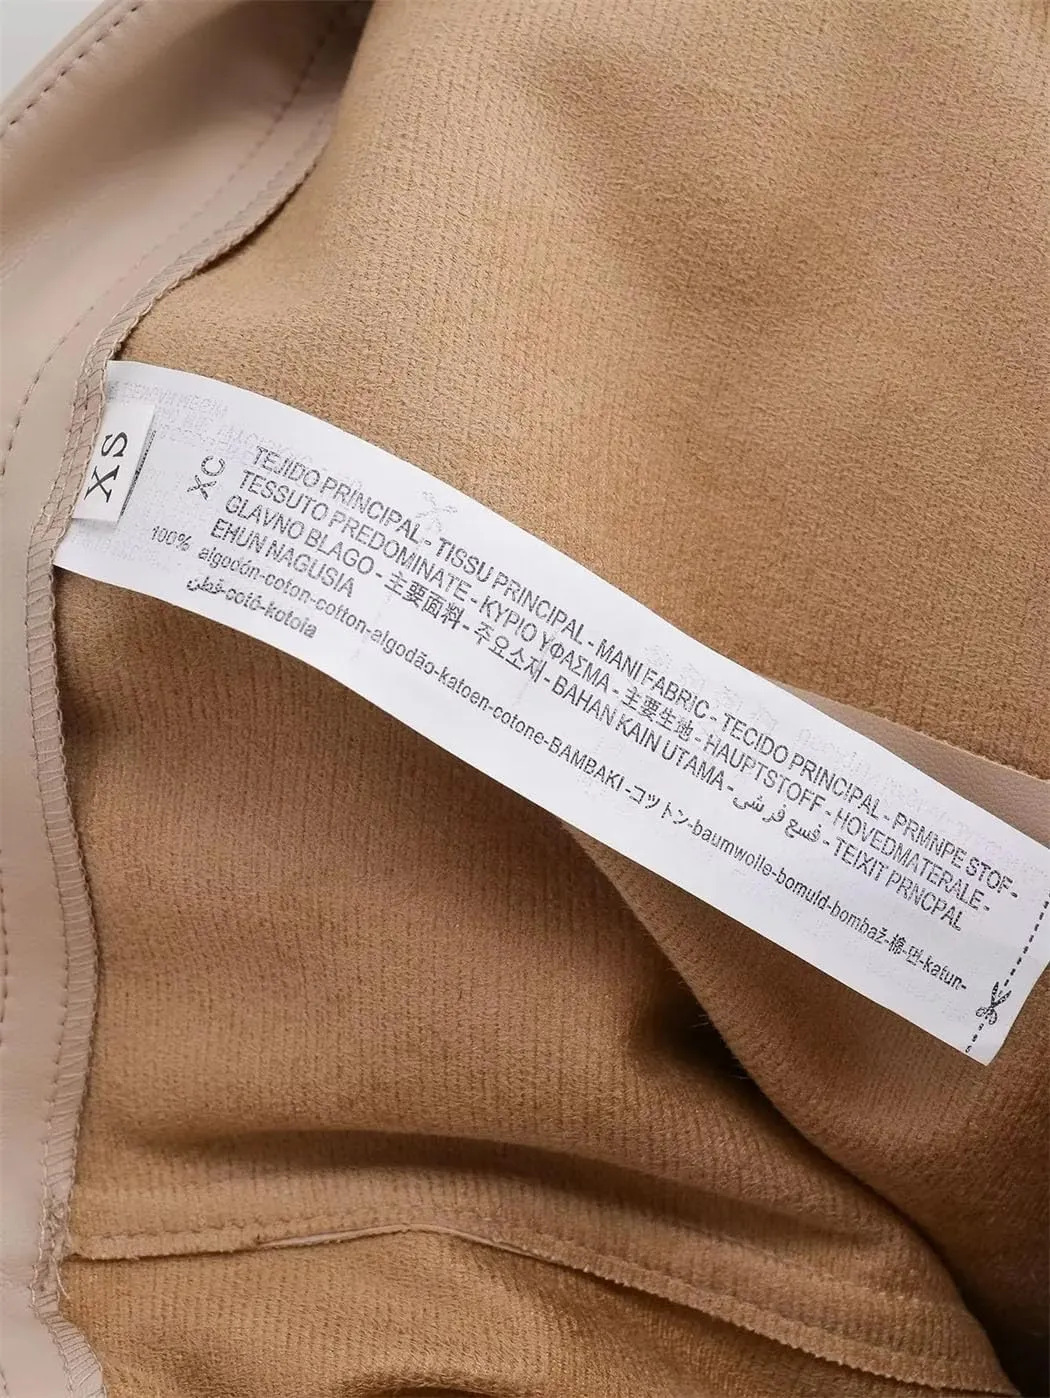 XS
XC
TEJIDO PRINCIPAL - TISSU PRINCIPAL - MANI FABRIC - TECIDO PRINCIPAL - PRMNPE STOF -
TESSUTO PREDOMINATE - ΚΥΡΙΟ ΥΦΑΣΜΑ - 主要生地 - HAUPTSTOFF - HOVEDMATERALE -
GLAVNO BLAGO - 主要面料 - 주요소재 - BAHAN KAIN UTAMA - فسع فرشى - TEIXIT PRNCPAL
EHUN NAGUSIA
100% algodón-coton-cotton-algodão-katoen-cotone-BAMBAKI-コットン-baumwolle-bomuld-bombaž-棉-면-katun-
قطن-cotó-kotoia